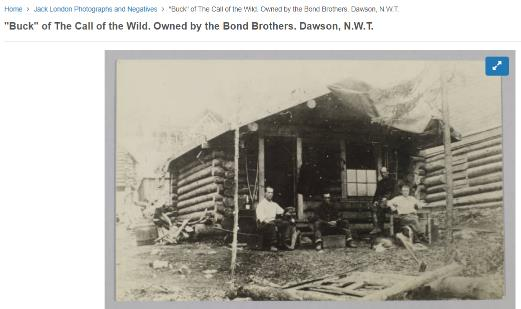 Home > Jack London Photographs and Negatives > "Buck" of The Call of the Wild. Owned by the Bond Brothers. Dawson, N.W.T.
"Buck" of The Call of the Wild. Owned by the Bond Brothers. Dawson, N.W.T.